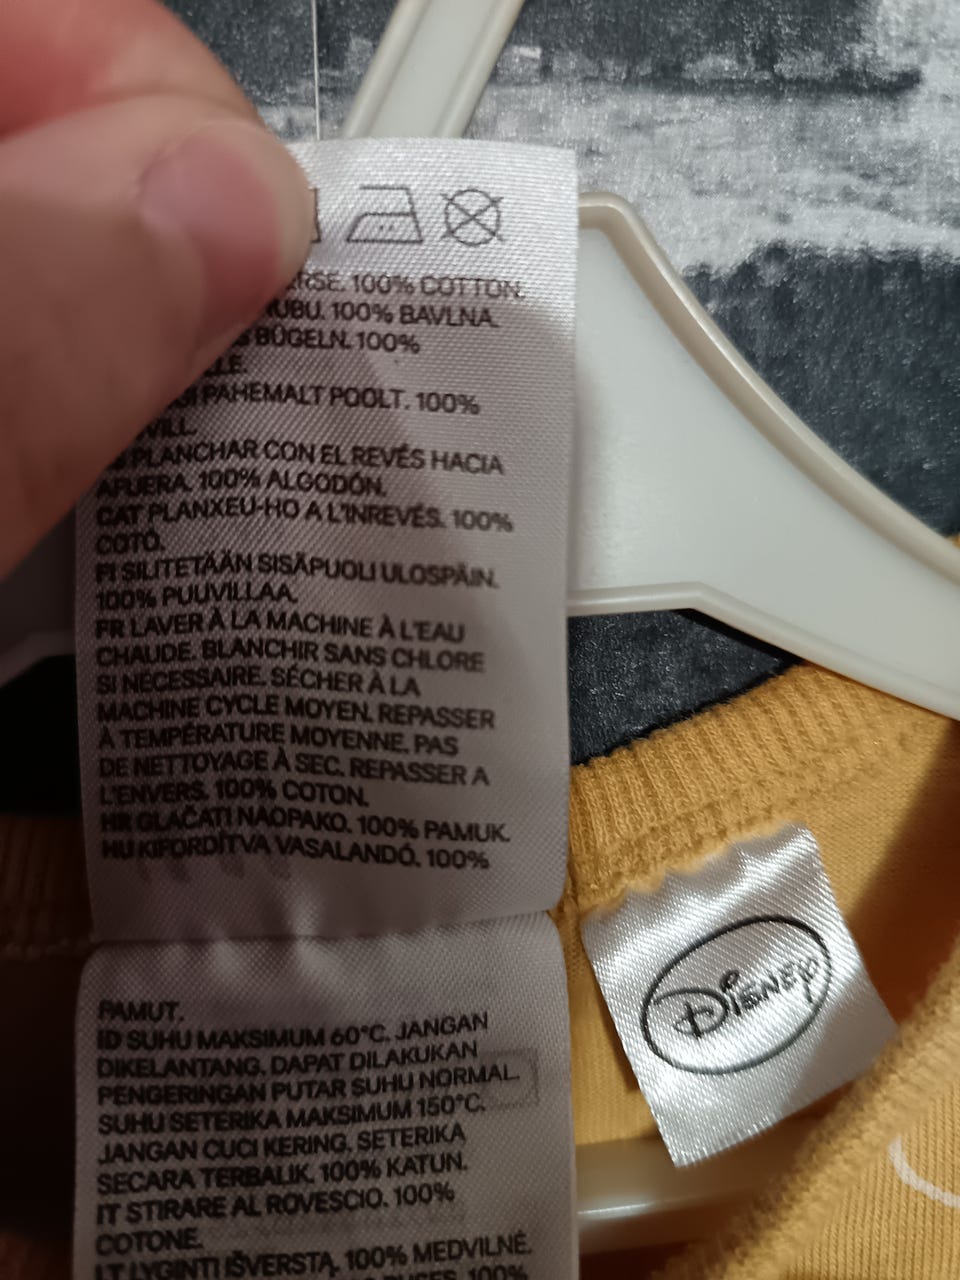 100% COTTON.
100% BAVLNA.
BÜGELN. 100%
PAHEMALT POOLT. 100%
PLANCHAR CON EL REVÉS HACIA
AFUERA. 100% ALGODÓN.
CAT PLANXEU-HO A L'INREVÉS. 100%
COTÓ.
FI SILITETÄÄN SISÄPUOLI ULOSPÄIN.
100% PUUVILLAA.
FR LAVER À LA MACHINE À L'EAU
CHAUDE. BLANCHIR SANS CHLORE
SI NÉCESSAIRE. SÉCHER À LA
MACHINE CYCLE MOYEN. REPASSER
À TEMPÉRATURE MOYENNE. PAS
DE NETTOYAGE À SEC. REPASSER A
L'ENVERS. 100% COTON.
HR GLAČATI NAOPAKO. 100% PAMUK.
HU KIFORDÍTVA VASALANDÓ. 100%
PAMUT.
ID SUHU MAKSIMUM 60°C. JANGAN
DIKELANTANG. DAPAT DILAKUKAN
PENGERINGAN PUTAR SUHU NORMAL.
SUHU SETERIKA MAKSIMUM 150°C.
JANGAN CUCI KERING. SETERIKA
SECARA TERBALIK. 100% KATUN.
IT STIRARE AL ROVESCIO. 100%
COTONE.
LT LYGINTI IŠVERSTĄ. 100% MEDVILNĖ.
100%
DISNEY